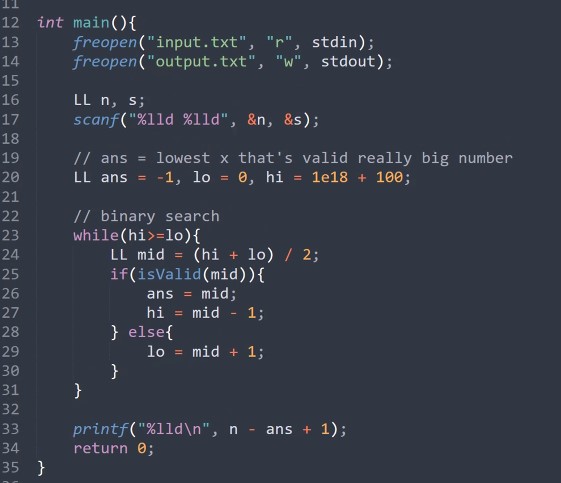 11
12 int main(){
13     freopen("input.txt", "r", stdin);
14     freopen("output.txt", "w", stdout);
15
16     LL n, s;
17     scanf("%lld %lld", &n, &s);
18
19     // ans = lowest x that's valid really big number
20     LL ans = -1, lo = 0, hi = 1e18 + 100;
21
22     // binary search
23     while(hi>=lo){
24         LL mid = (hi + lo) / 2;
25         if(isValid(mid)){
26             ans = mid;
27             hi = mid - 1;
28         } else{
29             lo = mid + 1;
30         }
31     }
32
33     printf("%lld\n", n - ans + 1);
34     return 0;
35 }